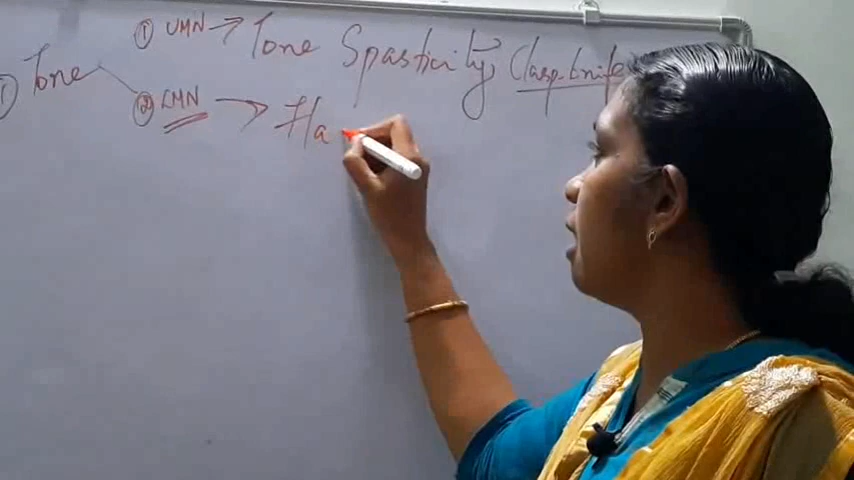 ① UMN → Tone Spasticity Clasp-knife
① Tone
② LMN → Fla